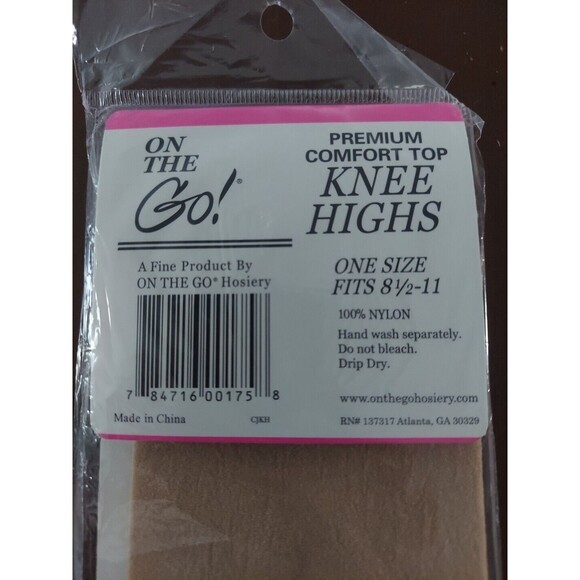 ON
THE
Go!®
A Fine Product By
ON THE GO® Hosiery
7 84716 00175 8
Made in China
CJKH
PREMIUM
COMFORT TOP
KNEE
HIGHS
ONE SIZE
FITS 8½-11
100% NYLON
Hand wash separately.
Do not bleach.
Drip Dry.
www.onthegohosiery.com
RN# 137317 Atlanta, GA 30329